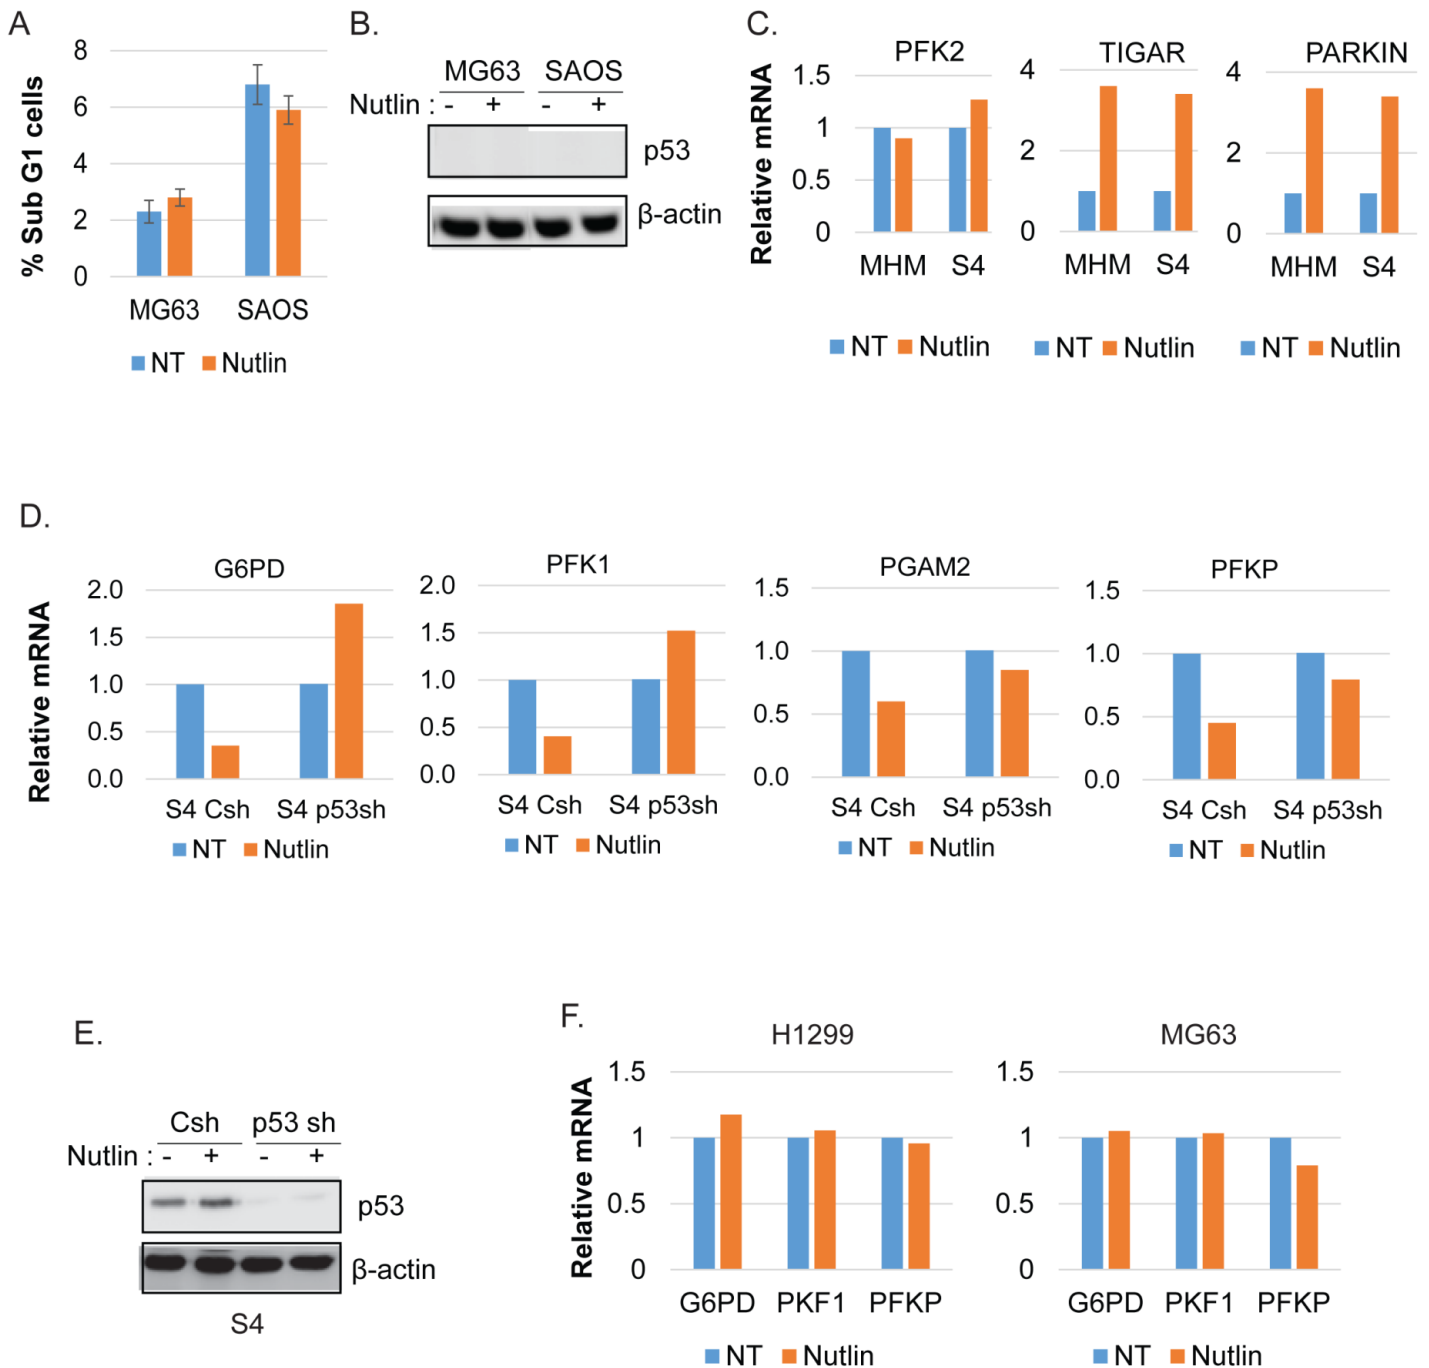 A
% Sub G1 cells
8
6
4
2
0
MG63 SAOS
NT Nutlin
B.
MG63 SAOS
Nutlin : - + - +
p53
β-actin
C.
Relative mRNA
PFK2
1.5
1
0.5
0
MHM S4
NT Nutlin
TIGAR
4
2
0
MHM S4
NT Nutlin
PARKIN
4
2
0
MHM S4
NT Nutlin
D.
Relative mRNA
G6PD
2.0
1.5
1.0
0.5
0.0
S4 Csh S4 p53sh
NT Nutlin
PFK1
2.0
1.5
1.0
0.5
0.0
S4 Csh S4 p53sh
NT Nutlin
PGAM2
1.5
1.0
0.5
0.0
S4 Csh S4 p53sh
NT Nutlin
PFKP
1.5
1.0
0.5
0.0
S4 Csh S4 p53sh
NT Nutlin
E.
Csh p53 sh
Nutlin : - + - +
p53
β-actin
S4
F.
Relative mRNA
H1299
1.5
1
0.5
0
G6PD PKF1 PFKP
NT Nutlin
MG63
1.5
1
0.5
0
G6PD PKF1 PFKP
NT Nutlin